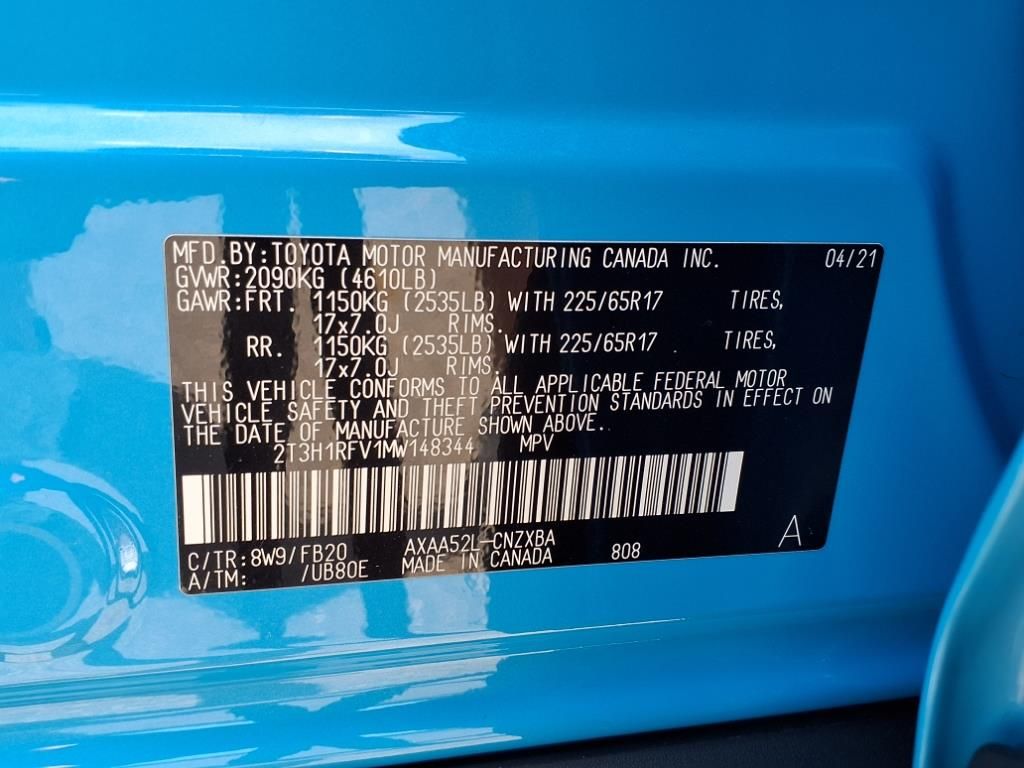 MFD.BY:TOYOTA MOTOR MANUFACTURING CANADA INC. 04/21
GVWR:2090KG (4610LB)
GAWR:FRT. 1150KG (2535LB) WITH 225/65R17 TIRES,
17x7.0J RIMS.
RR. 1150KG (2535LB) WITH 225/65R17 TIRES,
17x7.0J RIMS.
THIS VEHICLE CONFORMS TO ALL APPLICABLE FEDERAL MOTOR
VEHICLE SAFETY AND THEFT PREVENTION STANDARDS IN EFFECT ON
THE DATE OF MANUFACTURE SHOWN ABOVE.
2T3H1RFV1MW148344 MPV
C/TR:8W9/FB20 AXAA52L-CNZXBA 808 A
A/TM: /UB80E MADE IN CANADA